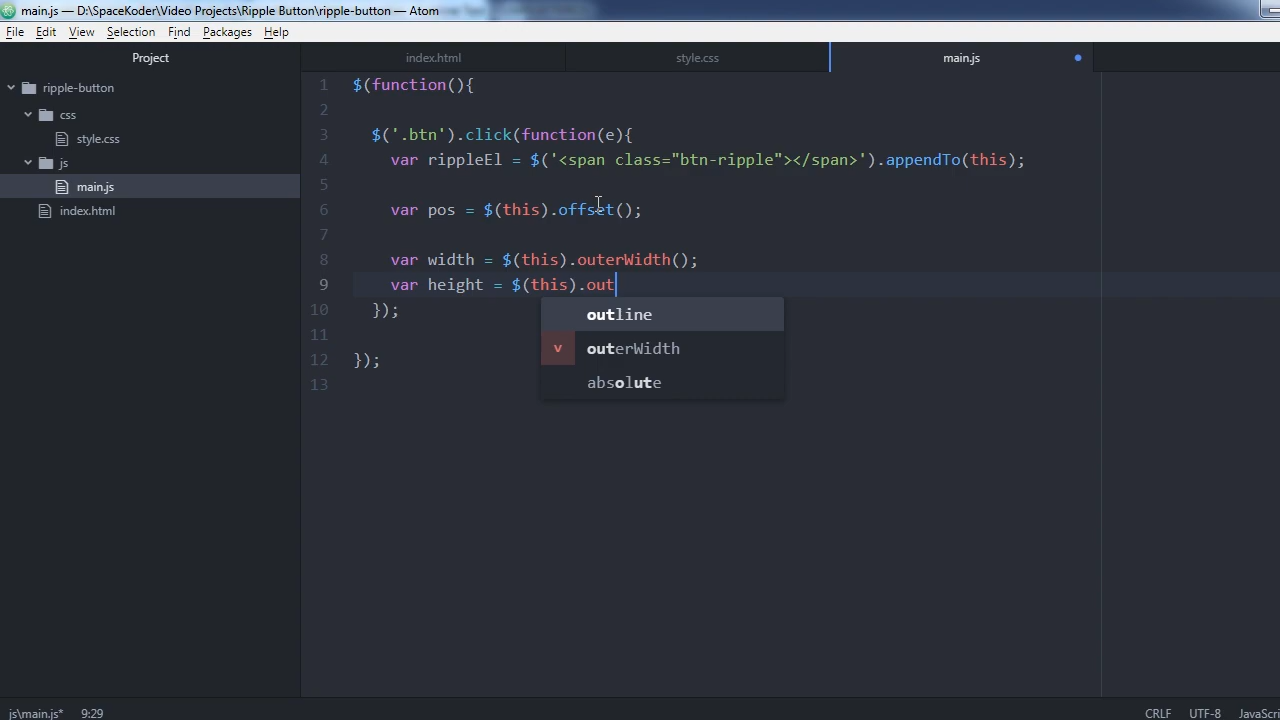 main.js — D:\SpaceKoder\Video Projects\Ripple Button\ripple-button — Atom
File Edit View Selection Find Packages Help
Project
index.html style.css main.js
ripple-button
css
style.css
js
main.js
index.html
1 $(function(){
2
3 $('.btn').click(function(e){
4 var rippleEl = $('<span class="btn-ripple"></span>').appendTo(this);
5
6 var pos = $(this).offset();
7
8 var width = $(this).outerWidth();
9 var height = $(this).out
10 });
11
12 });
13
outline
v outerWidth
absolute
js\main.js* 9:29 CRLF UTF-8 JavaScri